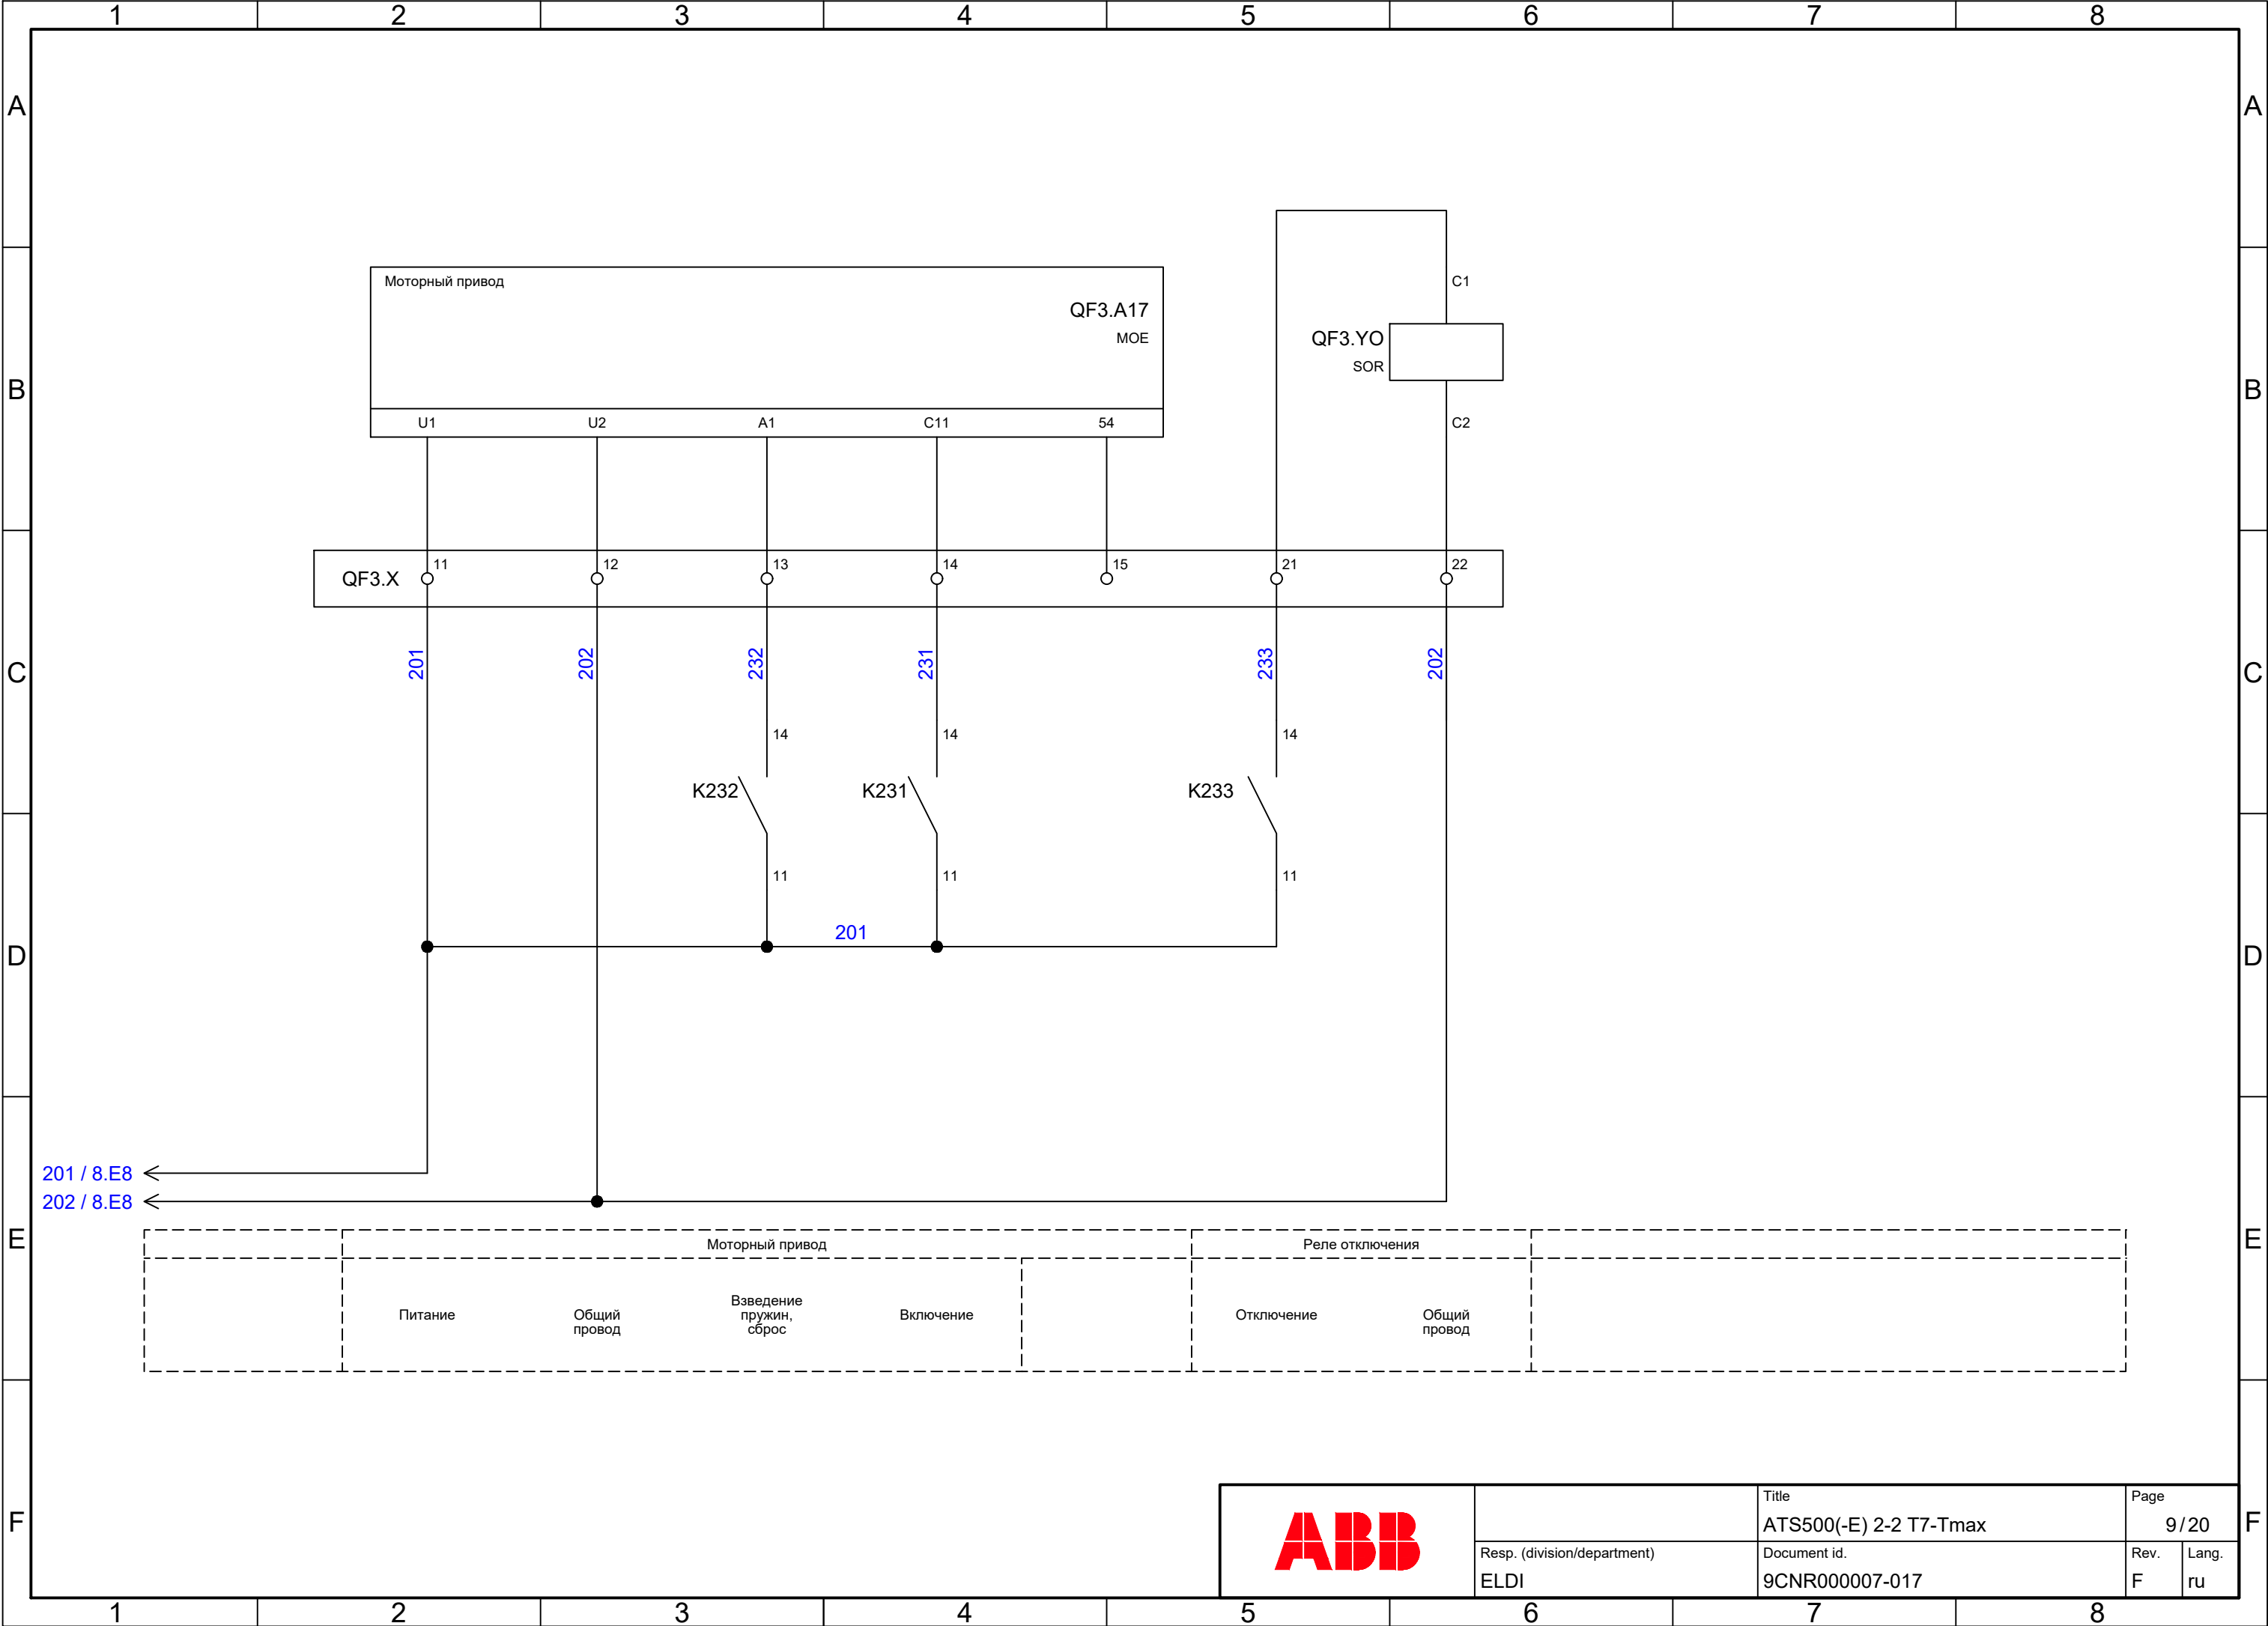 1 2 3 4 5 6 7 8
A A
C1
Моторный привод
QF3.A17
MOE
QF3.YO
SOR
B B
U1 U2 A1 C11 54
C2
QF3.X 11 12 13 14 15 21 22
201 202 232 231 233 202
C C
14 14 14
K232 K231 K233
11 11 11
201
D D
201 / 8.E8
202 / 8.E8
E E
Моторный привод Реле отключения
Питание
Общий
провод
Взведение
пружин,
сброс
Включение
Отключение
Общий
провод
F F
ABB
Title
ATS500(-E) 2-2 T7-Tmax
Page
9/20
Resp. (division/department)
ELDI
Document id.
9CNR000007-017
Rev.
F
Lang.
ru
1 2 3 4 5 6 7 8